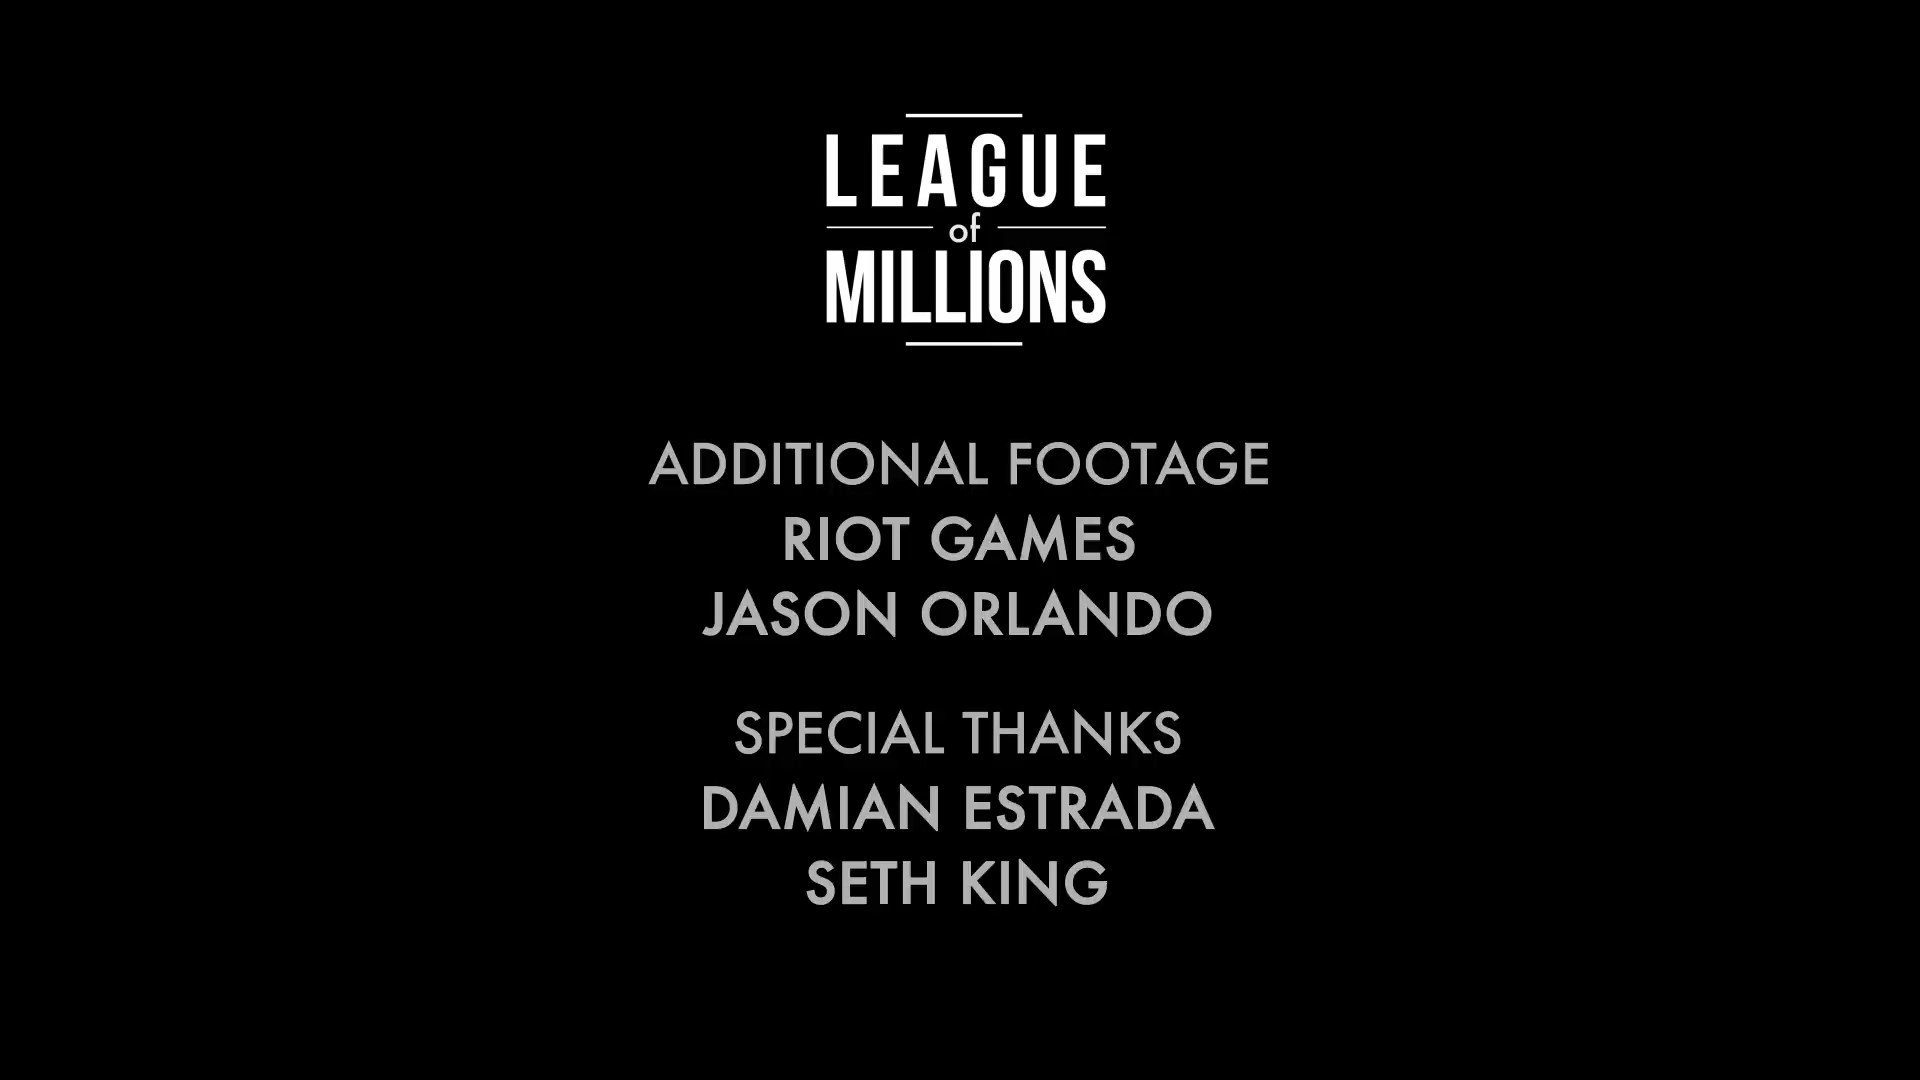 LEAGUE
of
MILLIONS
ADDITIONAL FOOTAGE
RIOT GAMES
JASON ORLANDO
SPECIAL THANKS
DAMIAN ESTRADA
SETH KING